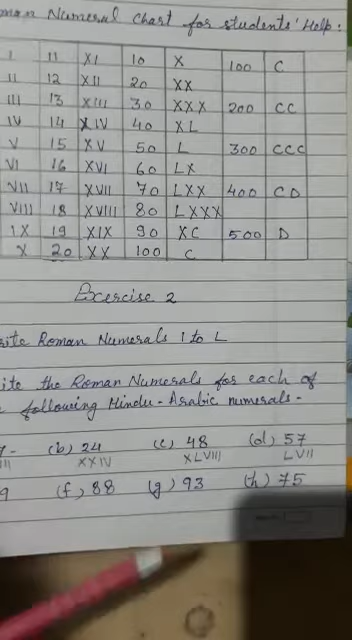 Roman Numeral Chart for students' Help:
I 11 XI 10 X 100 C
II 12 XII 20 XX
III 13 XIII 30 XXX 200 CC
IV 14 XIV 40 XL
V 15 XV 50 L 300 CCC
VI 16 XVI 60 LX
VII 17 XVII 70 LXX 400 CD
VIII 18 XVIII 80 LXXX
IX 19 XIX 90 XC 500 D
X 20 XX 100 C
Exercise 2
Roman Numerals 1 to L
the Roman Numerals for each of
following Hindu-Arabic numerals-
(b) 24 (c) 48 (d) 57
XXIV XLVIII LVII
9 (f) 88 (g) 93 (h) 75